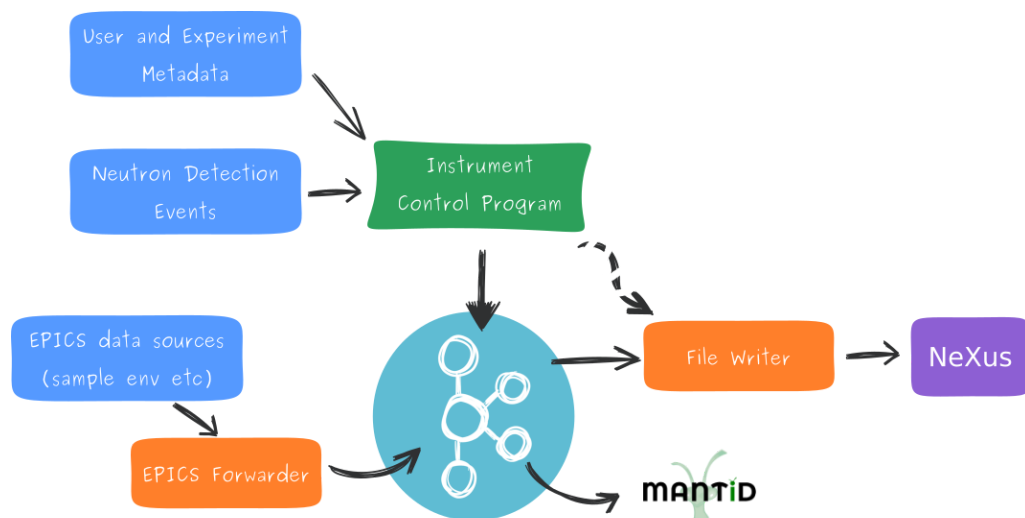 User and Experiment
Metadata
Neutron Detection
Events
Instrument
Control Program
EPICS data sources
(sample env etc)
EPICS Forwarder
File Writer
NeXus
MANTiD